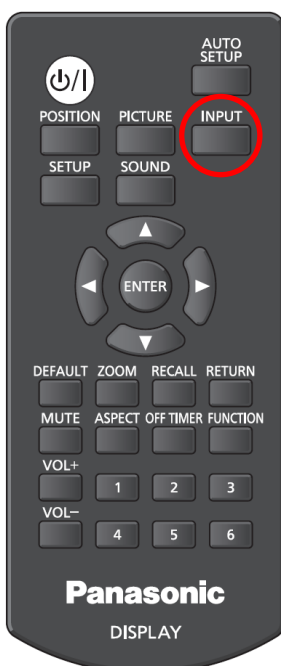 AUTO
SETUP
⏻/I
POSITION PICTURE INPUT
SETUP SOUND
ENTER
DEFAULT ZOOM RECALL RETURN
MUTE ASPECT OFF TIMER FUNCTION
VOL+
1 2 3
VOL−
4 5 6
Panasonic
DISPLAY